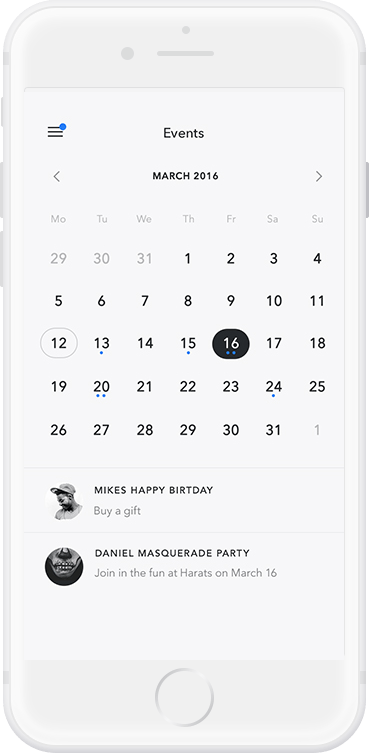 Events
MARCH 2016
Mo Tu We Th Fr Sa Su
29 30 31 1 2 3 4
5 6 7 8 9 10 11
12 13 14 15 16 17 18
19 20 21 22 23 24 25
26 27 28 29 30 31 1
MIKES HAPPY BIRTDAY
Buy a gift
DANIEL MASQUERADE PARTY
Join in the fun at Harats on March 16